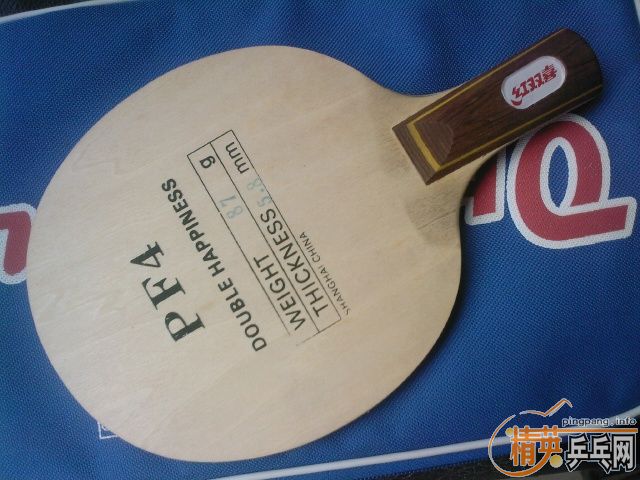 PF4
DOUBLE HAPPINESS
WEIGHT 87 g
THICKNESS 5.8 mm
SHANGHAI CHINA
红双喜
pingpang.info
精英乒乓网